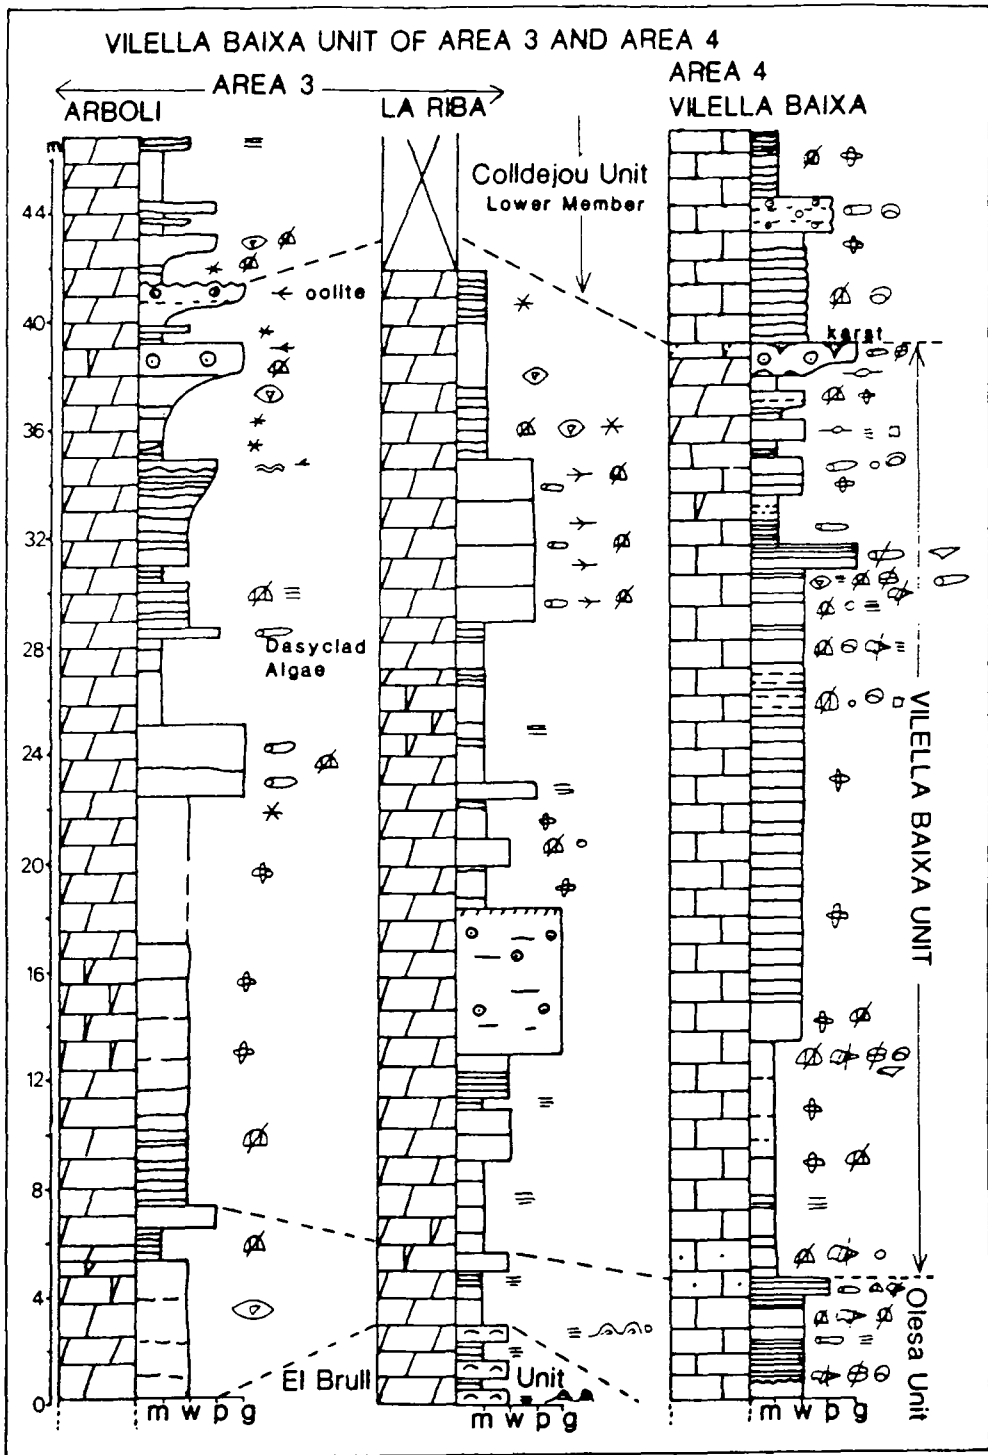 VILELLA BAIXA UNIT OF AREA 3 AND AREA 4
AREA 3
AREA 4
ARBOLI
LA RIBA
VILELLA BAIXA
m
Colldejou Unit
Lower Member
44
oolite
40
karst
36
32
28
Dasyclad
Algae
24
20
16
12
8
4
0
VILELLA BAIXA UNIT
Olesa Unit
El Brull Unit
m w p g
m w p g
m w p g